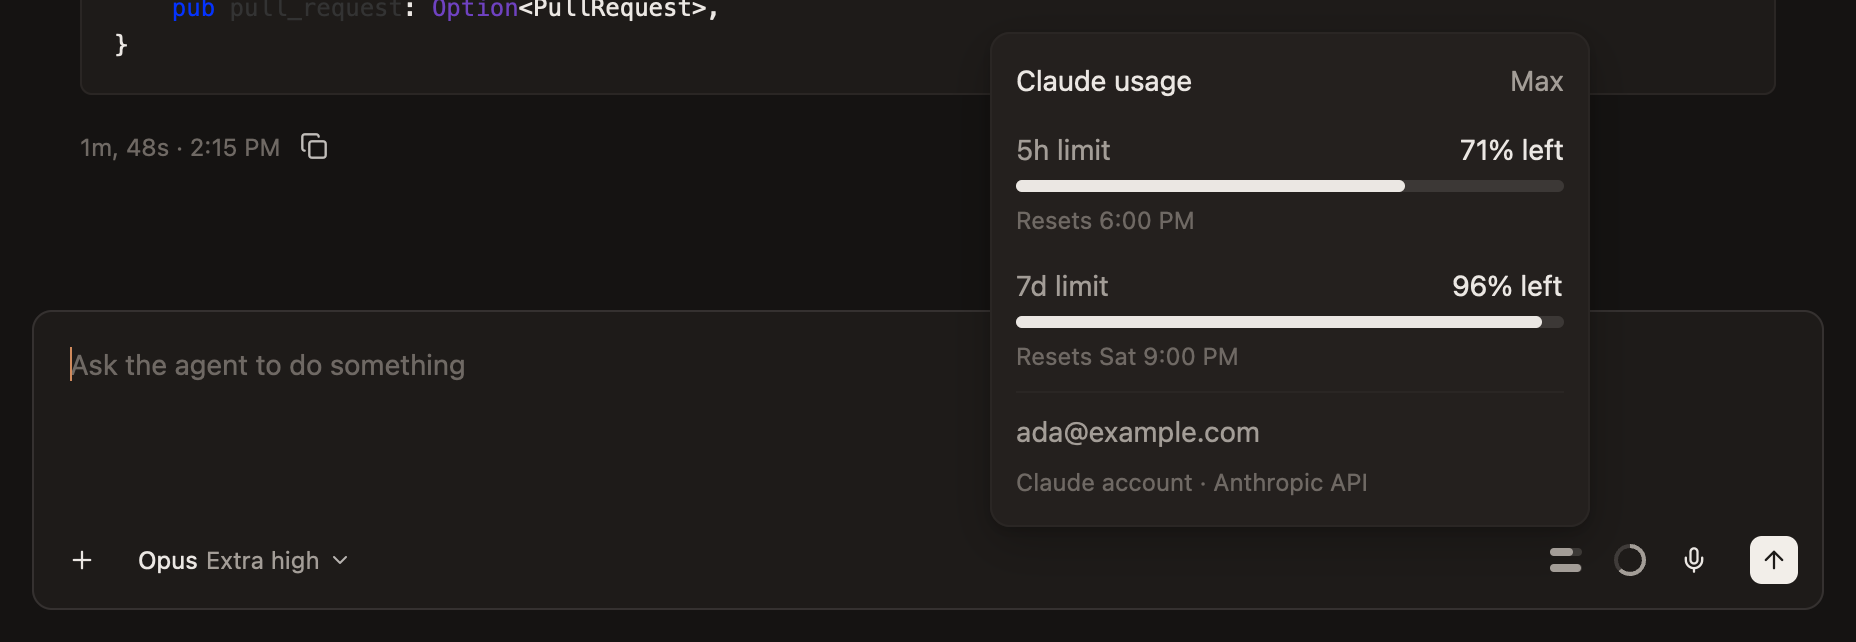 pub pull_request: Option<PullRequest>,
}
1m, 48s · 2:15 PM
Claude usage Max
5h limit 71% left
Resets 6:00 PM
7d limit 96% left
Resets Sat 9:00 PM
ada@example.com
Claude account · Anthropic API
Ask the agent to do something
Opus Extra high